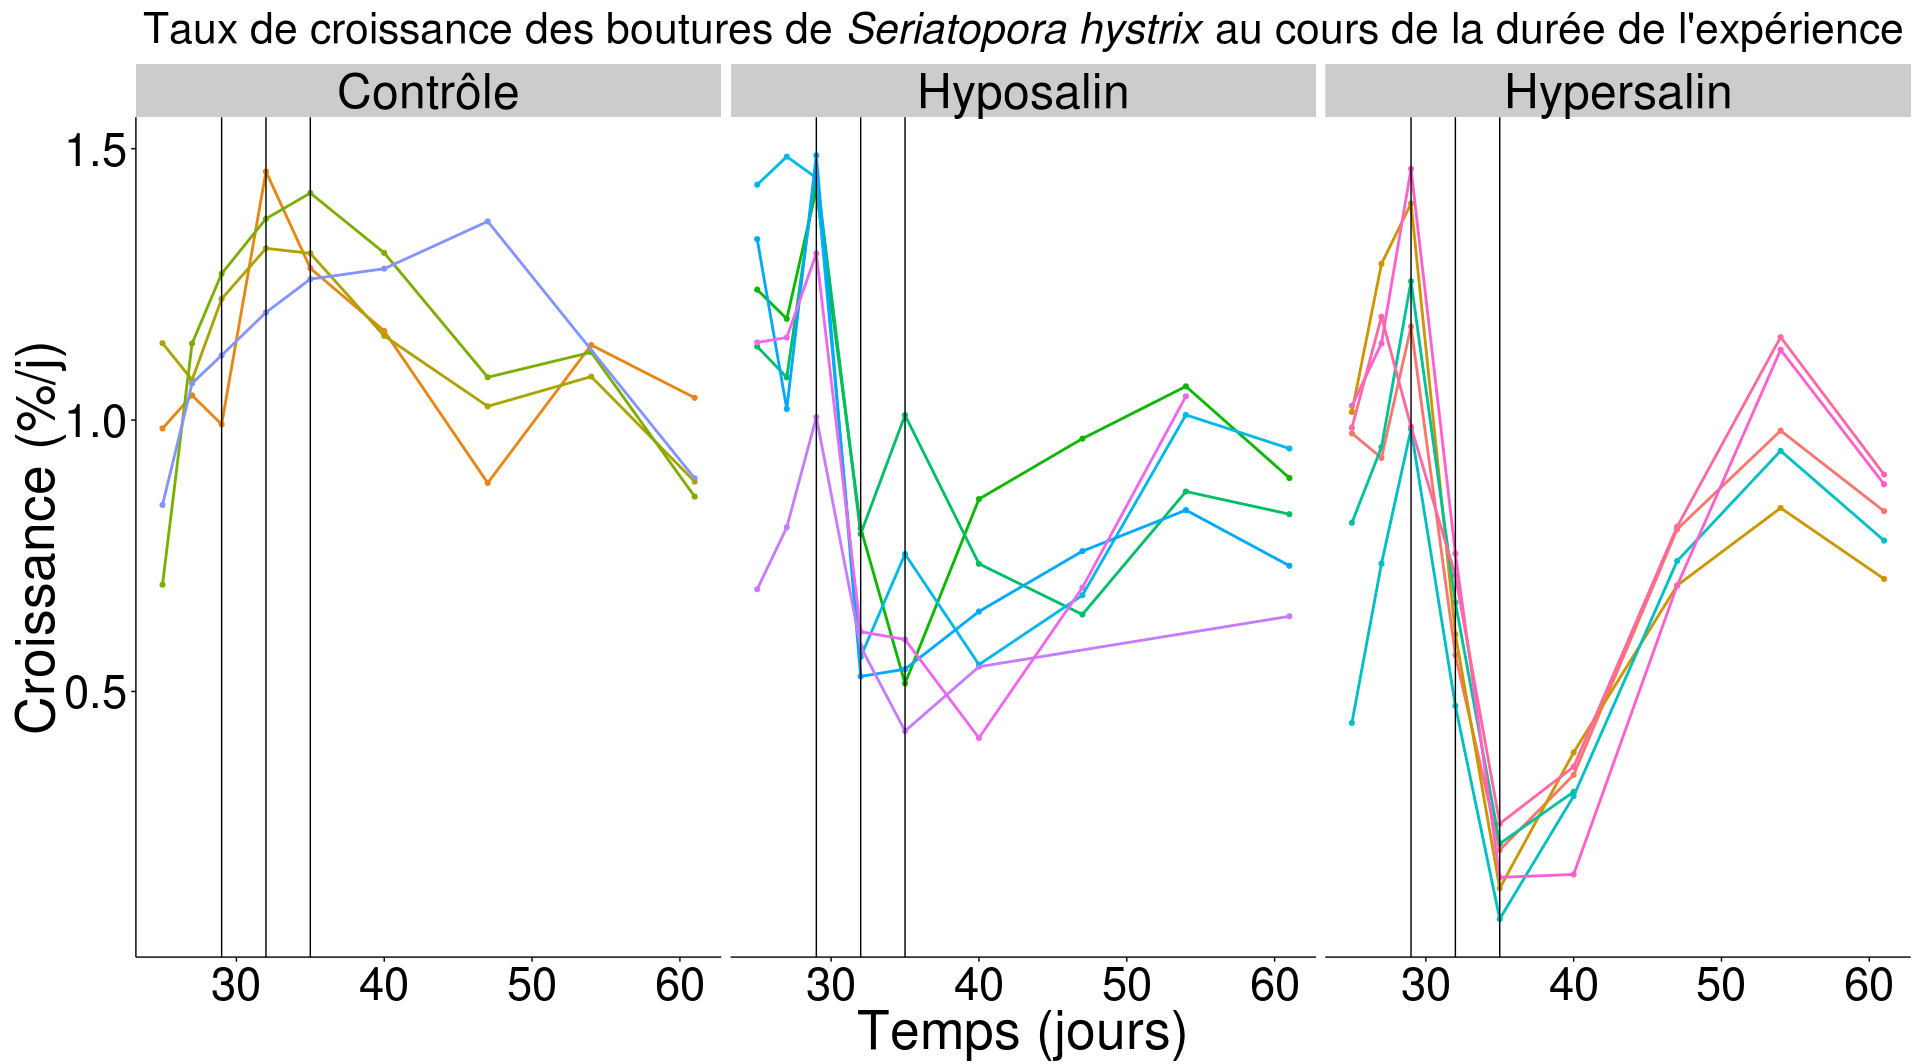 Taux de croissance des boutures de Seriatopora hystrix au cours de la durée de l'expérience
Contrôle Hyposalin Hypersalin
1.5
1.0
0.5
Croissance (%/j)
30 40 50 60 30 40 50 60 30 40 50 60
Temps (jours)